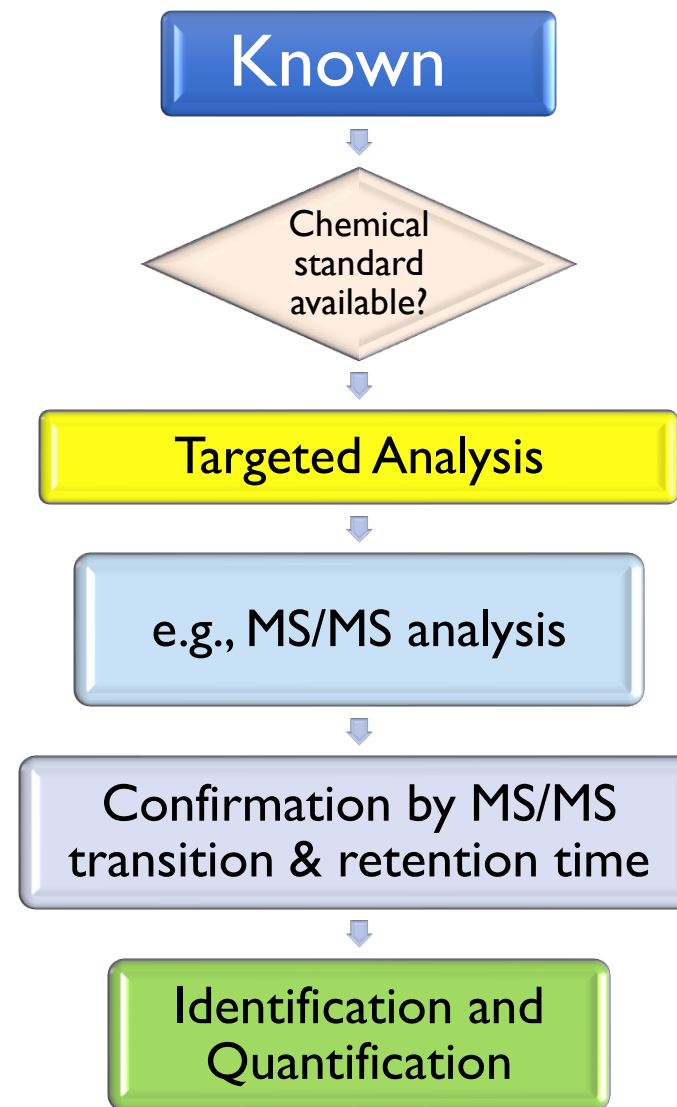 Known
Chemical
standard
available?
Targeted Analysis
e.g., MS/MS analysis
Confirmation by MS/MS
transition & retention time
Identification and
Quantification